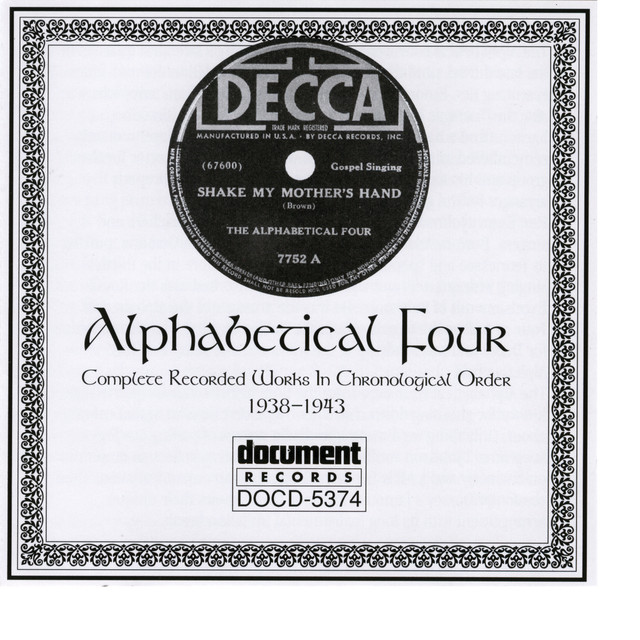 DECCA
TRADE MARK REGISTERED
MANUFACTURED IN U.S.A. · BY DECCA RECORDS, INC.
(67600) Gospel Singing
SHAKE MY MOTHER'S HAND
(Brown)
THE ALPHABETICAL FOUR
7752 A
Alphabetical Four
Complete Recorded Works In Chronological Order
1938–1943
document
RECORDS
DOCD-5374